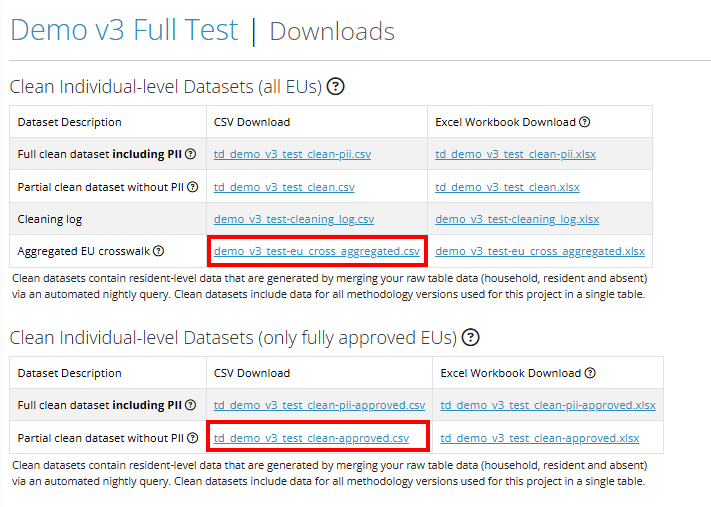 Demo v3 Full Test | Downloads
Clean Individual-level Datasets (all EUs) ?
Dataset Description CSV Download Excel Workbook Download ?
Full clean dataset including PII ? td_demo_v3_test_clean-pii.csv td_demo_v3_test_clean-pii.xlsx
Partial clean dataset without PII ? td_demo_v3_test_clean.csv td_demo_v3_test_clean.xlsx
Cleaning log demo_v3_test-cleaning_log.csv demo_v3_test-cleaning_log.xlsx
Aggregated EU crosswalk ? demo_v3_test-eu_cross_aggregated.csv demo_v3_test-eu_cross_aggregated.xlsx
Clean datasets contain resident-level data that are generated by merging your raw table data (household, resident and absent)
via an automated nightly query. Clean datasets include data for all methodology versions used for this project in a single table.
Clean Individual-level Datasets (only fully approved EUs) ?
Dataset Description CSV Download Excel Workbook Download ?
Full clean dataset including PII ? td_demo_v3_test_clean-pii-approved.csv td_demo_v3_test_clean-pii-approved.xlsx
Partial clean dataset without PII ? td_demo_v3_test_clean-approved.csv td_demo_v3_test_clean-approved.xlsx
Clean datasets contain resident-level data that are generated by merging your raw table data (household, resident and absent)
via an automated nightly query. Clean datasets include data for all methodology versions used for this project in a single table.